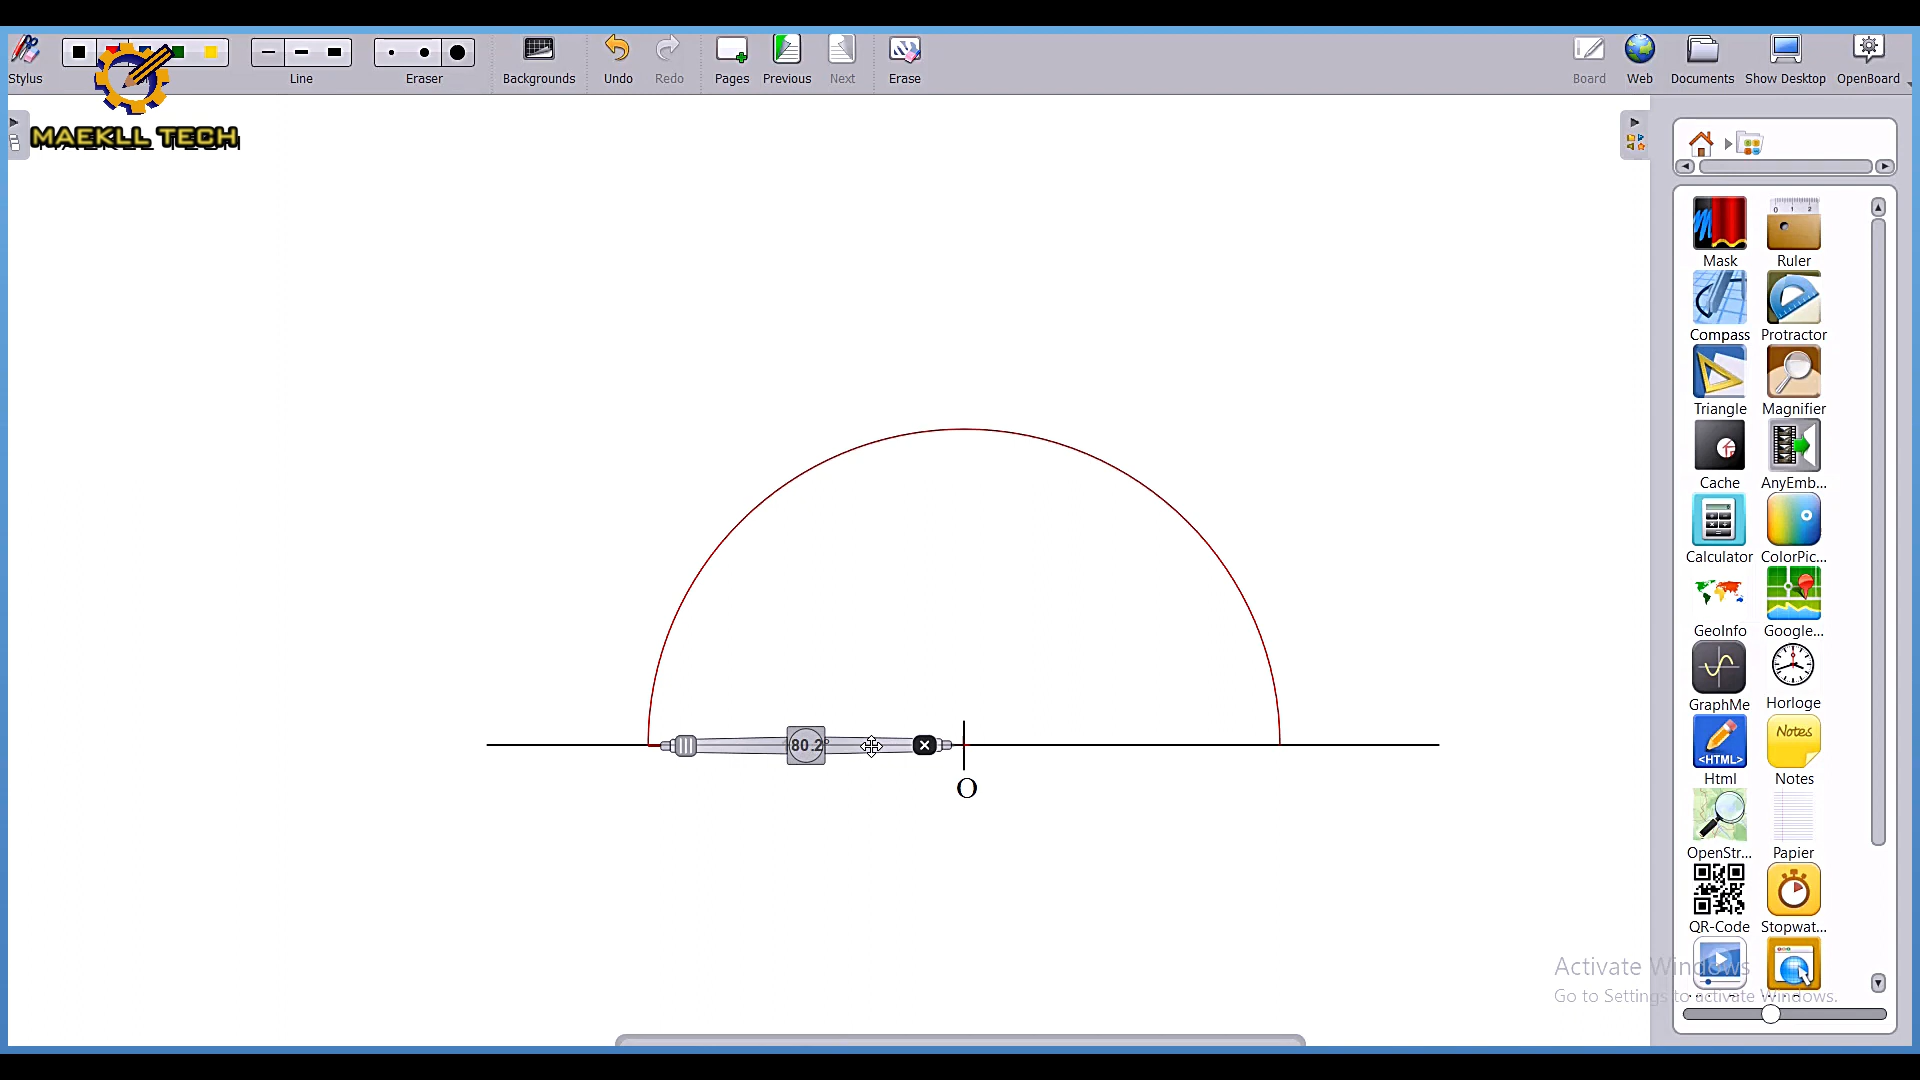 Stylus
Line
Eraser
Backgrounds
Undo
Redo
Pages
Previous
Next
Erase
Board
Web
Documents
Show Desktop
OpenBoard
MAEKLL TECH
Mask
Ruler
Compass
Protractor
Triangle
Magnifier
Cache
AnyEmb...
Calculator
ColorPic...
GeoInfo
Google...
GraphMe
Horloge
Notes
<HTML>
Html
Notes
OpenStr...
Papier
QR-Code
Stopwat...
80.2°
O
Activate Windows
Go to Settings to activate Windows.